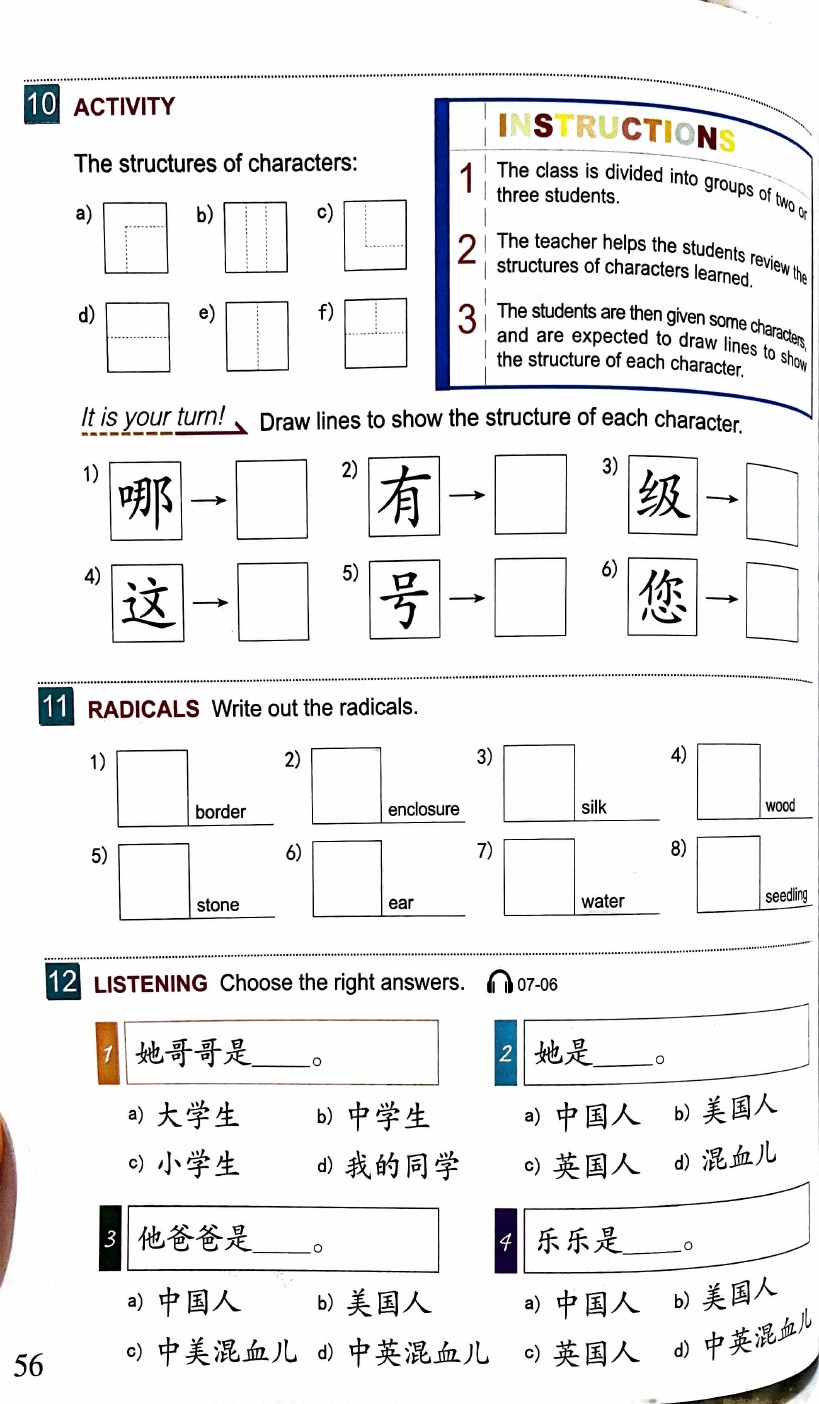 10 ACTIVITY
The structures of characters:
a) b) c)
d) e) f)
INSTRUCTIONS
1 The class is divided into groups of two or
three students.
2 The teacher helps the students review the
structures of characters learned.
3 The students are then given some characters,
and are expected to draw lines to show
the structure of each character.
It is your turn! Draw lines to show the structure of each character.
1) 哪 → 2) 有 → 3) 级 →
4) 这 → 5) 号 → 6) 您 →
11 RADICALS Write out the radicals.
1) border 2) enclosure 3) silk 4) wood
5) stone 6) ear 7) water 8) seedling
12 LISTENING Choose the right answers. 07-06
1 她哥哥是_____。
a) 大学生 b) 中学生
c) 小学生 d) 我的同学
2 她是_____。
a) 中国人 b) 美国人
c) 英国人 d) 混血儿
3 他爸爸是_____。
a) 中国人 b) 美国人
c) 中美混血儿 d) 中英混血儿
4 乐乐是_____。
a) 中国人 b) 美国人
c) 英国人 d) 中英混血儿
56